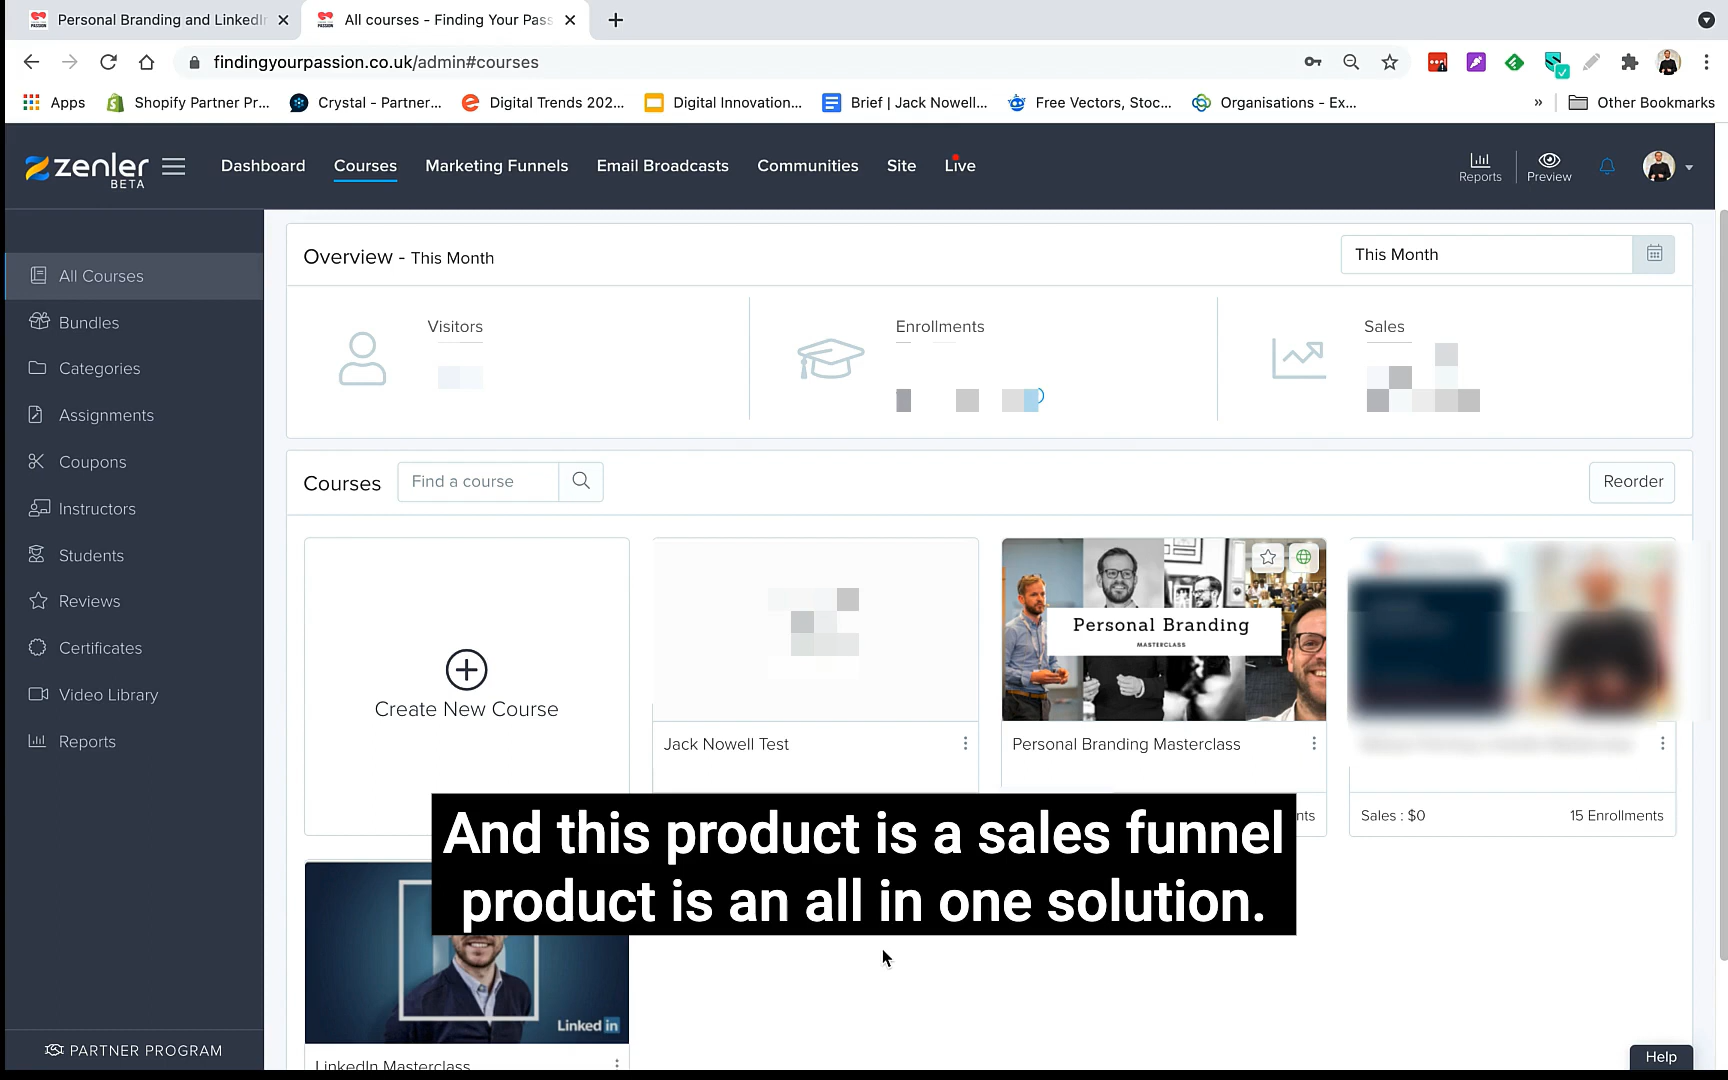 Personal Branding and LinkedIn
All courses - Finding Your Pass
findingyourpassion.co.uk/admin#courses
Apps
Shopify Partner Pr...
Crystal - Partner...
Digital Trends 202...
Digital Innovation...
Brief | Jack Nowell...
Free Vectors, Stoc...
Organisations - Ex...
»
Other Bookmarks
zenler
BETA
Dashboard
Courses
Marketing Funnels
Email Broadcasts
Communities
Site
Live
Reports
Preview
All Courses
Bundles
Categories
Assignments
Coupons
Instructors
Students
Reviews
Certificates
Video Library
Reports
PARTNER PROGRAM
Overview - This Month
This Month
Visitors
Enrollments
Sales
Courses
Find a course
Reorder
Create New Course
Jack Nowell Test
Personal Branding
MASTERCLASS
Personal Branding Masterclass
nts
Sales : $0
15 Enrollments
And this product is a sales funnel
product is an all in one solution.
Linked in
LinkedIn Masterclass
Help